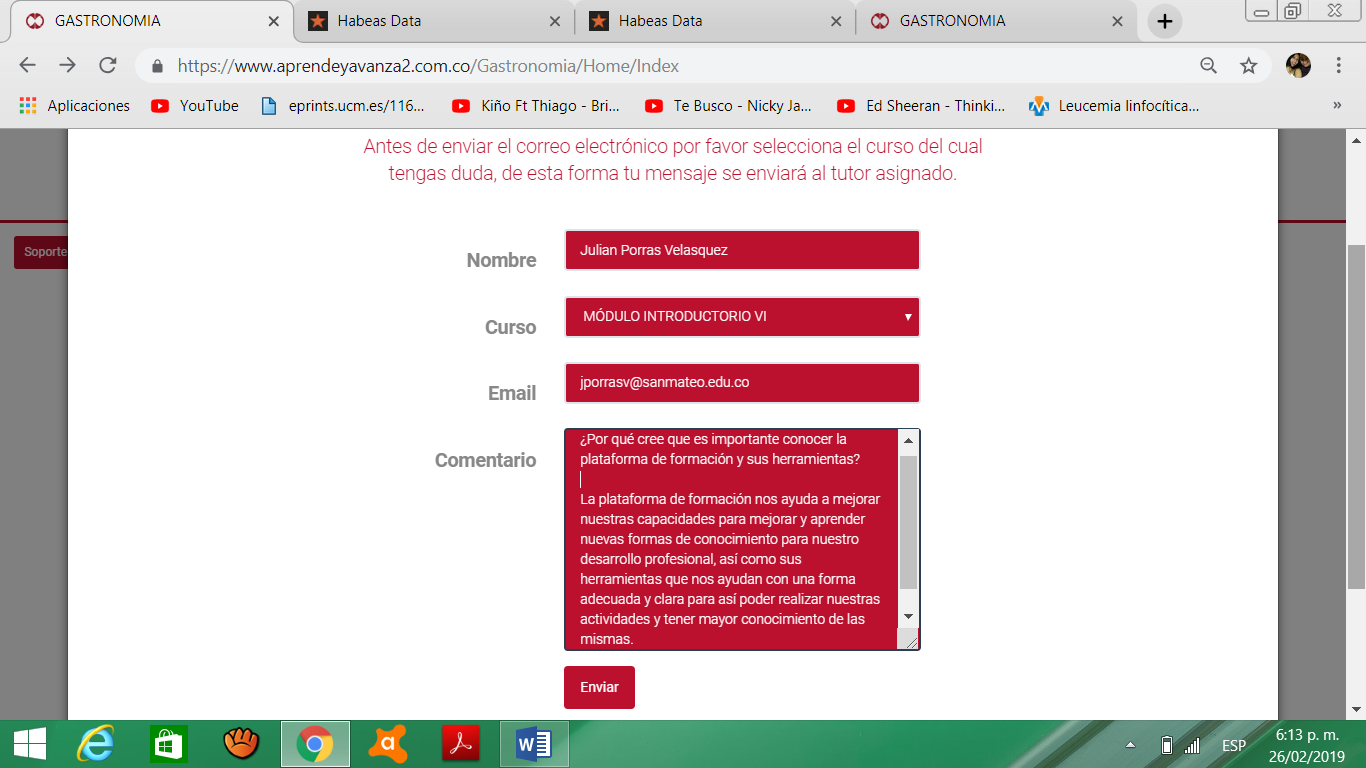 GASTRONOMIA
Habeas Data
Habeas Data
GASTRONOMIA
https://www.aprendeyavanza2.com.co/Gastronomia/Home/Index
Aplicaciones
YouTube
eprints.ucm.es/116...
Kiño Ft Thiago - Bri...
Te Busco - Nicky Ja...
Ed Sheeran - Thinki...
Leucemia linfocítica...
»
Antes de enviar el correo electrónico por favor selecciona el curso del cual
tengas duda, de esta forma tu mensaje se enviará al tutor asignado.
Soporte
Nombre
Julian Porras Velasquez
Curso
MÓDULO INTRODUCTORIO VI
Email
jporrasv@sanmateo.edu.co
Comentario
¿Por qué cree que es importante conocer la
plataforma de formación y sus herramientas?
La plataforma de formación nos ayuda a mejorar
nuestras capacidades para mejorar y aprender
nuevas formas de conocimiento para nuestro
desarrollo profesional, así como sus
herramientas que nos ayudan con una forma
adecuada y clara para así poder realizar nuestras
actividades y tener mayor conocimiento de las
mismas.
Enviar
ESP
6:13 p. m.
26/02/2019